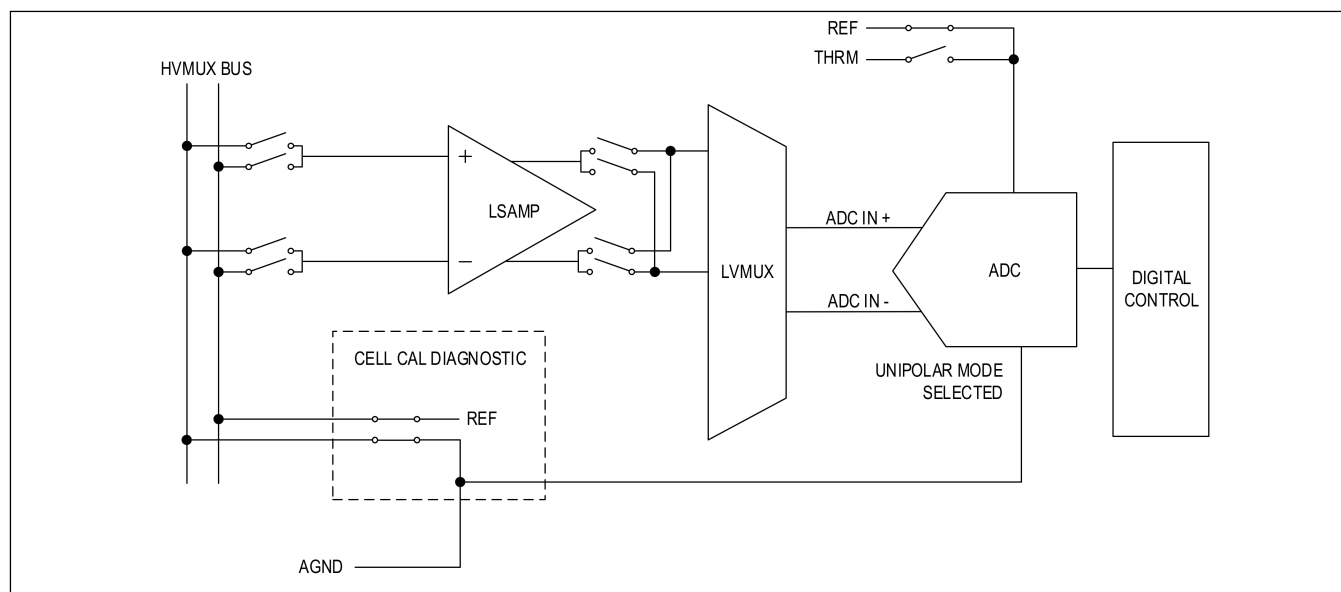 REF
THRM
HVMUX BUS
+
LSAMP
−
LVMUX
ADC IN +
ADC IN -
ADC
DIGITAL
CONTROL
UNIPOLAR MODE
SELECTED
CELL CAL DIAGNOSTIC
REF
AGND